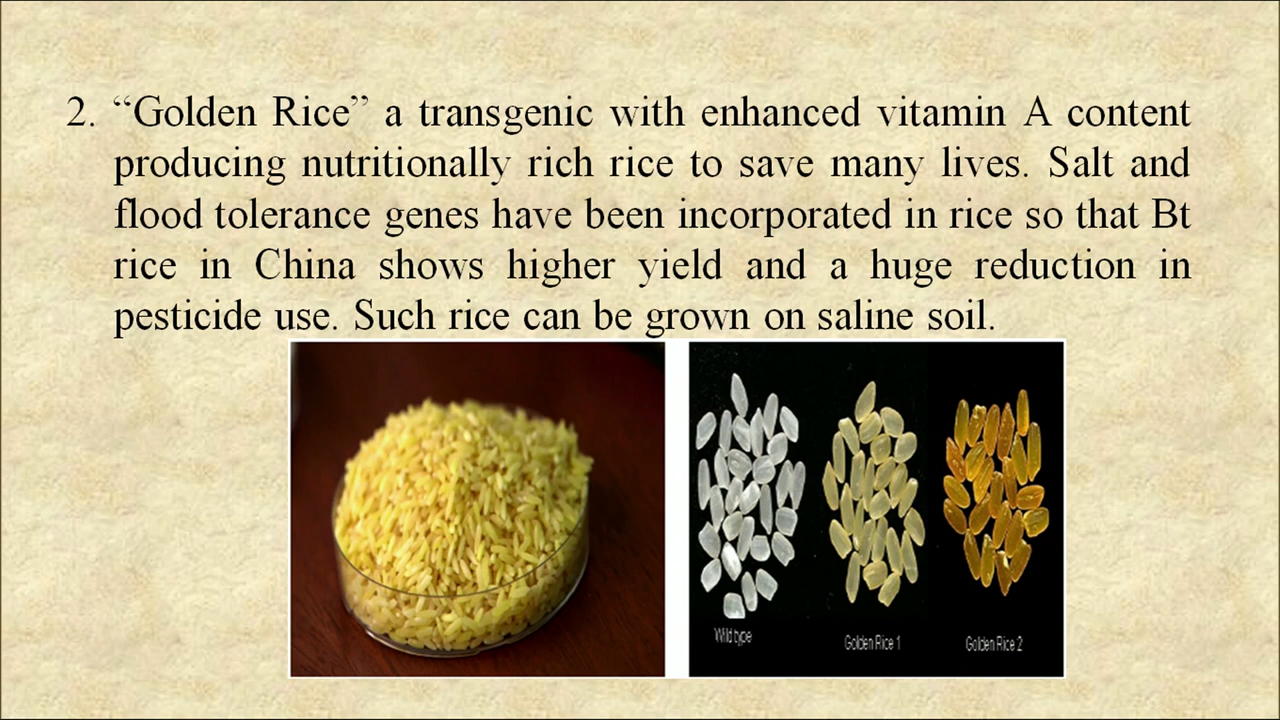 2. “Golden Rice” a transgenic with enhanced vitamin A content
producing nutritionally rich rice to save many lives. Salt and
flood tolerance genes have been incorporated in rice so that Bt
rice in China shows higher yield and a huge reduction in
pesticide use. Such rice can be grown on saline soil.
Wild type
Golden Rice 1
Golden Rice 2